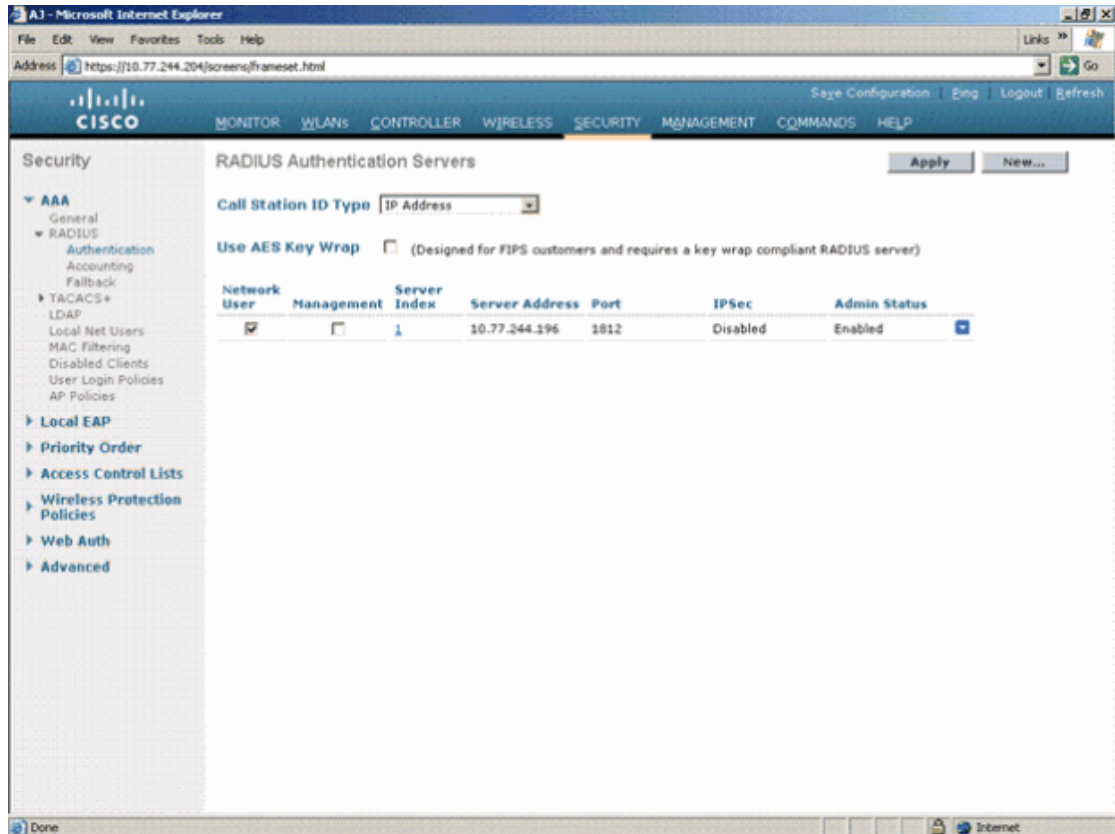 AJ - Microsoft Internet Explorer
File Edit View Favorites Tools Help Links »
Address https://10.77.244.204/screens/frameset.html Go
Save Configuration | Ping | Logout | Refresh
CISCO
MONITOR WLANs CONTROLLER WIRELESS SECURITY MANAGEMENT COMMANDS HELP
Security
AAA
General
RADIUS
Authentication
Accounting
Fallback
TACACS+
LDAP
Local Net Users
MAC Filtering
Disabled Clients
User Login Policies
AP Policies
Local EAP
Priority Order
Access Control Lists
Wireless Protection
Policies
Web Auth
Advanced
RADIUS Authentication Servers
Apply New...
Call Station ID Type IP Address
Use AES Key Wrap (Designed for FIPS customers and requires a key wrap compliant RADIUS server)
Network User Management Server Index Server Address Port IPSec Admin Status
1 10.77.244.196 1812 Disabled Enabled
Done Internet